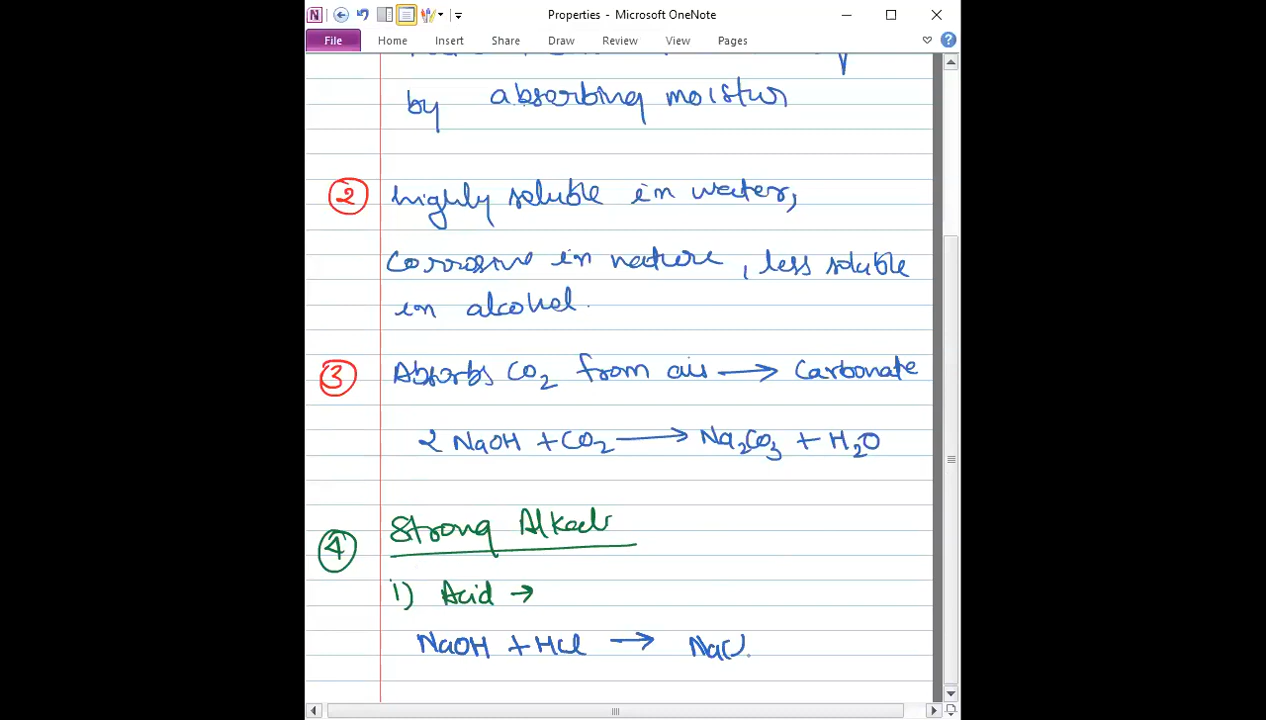 Properties - Microsoft OneNote
File Home Insert Share Draw Review View Pages
by absorbing moistur
2 highly soluble in water,
Corrosive in nature, less soluble
in alcohol.
3 Absorbs CO2 from air → Carbonate
2 NaOH + CO2 → Na2CO3 + H2O
4 Strong Alkali
i) Acid →
NaOH + HCl →